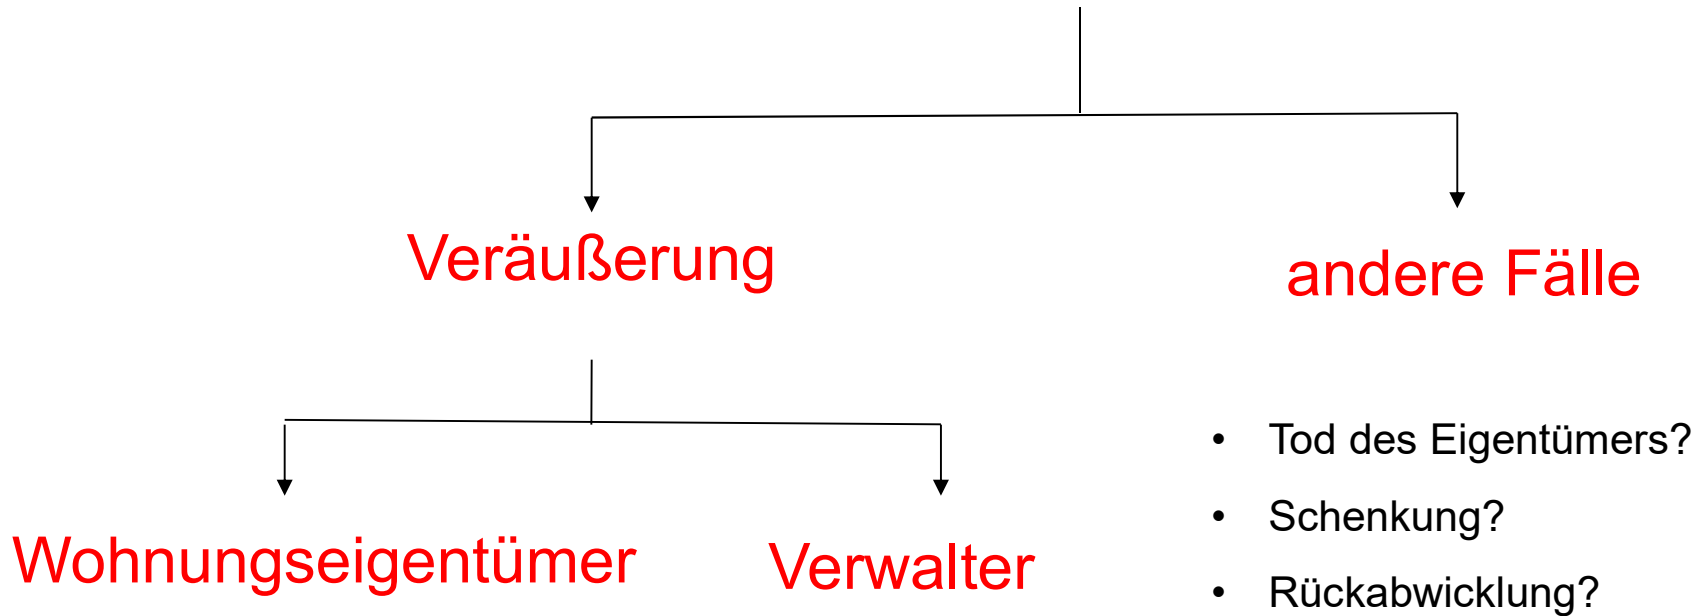 Veräußerung
andere Fälle
Wohnungseigentümer
Verwalter
• Tod des Eigentümers?
• Schenkung?
• Rückabwicklung?